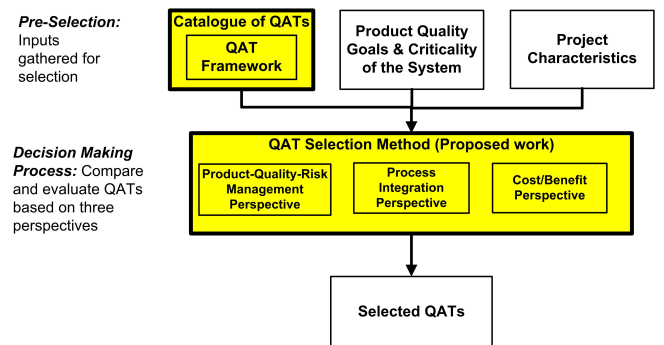 Pre-Selection:
Inputs
gathered for
selection
Catalogue of QATs
QAT
Framework
Product Quality
Goals & Criticality
of the System
Project
Characteristics
Decision Making
Process: Compare
and evaluate QATs
based on three
perspectives
QAT Selection Method (Proposed work)
Product-Quality-Risk
Management
Perspective
Process
Integration
Perspective
Cost/Benefit
Perspective
Selected QATs